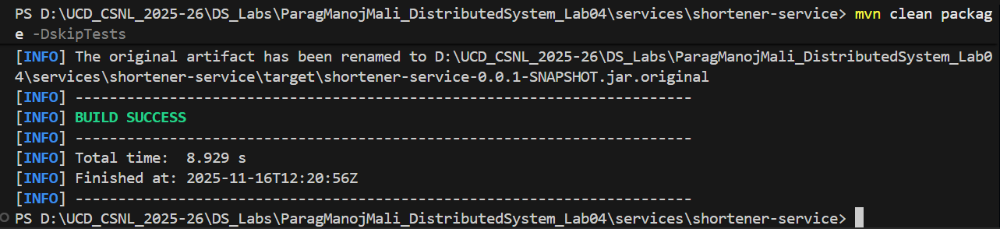 PS D:\UCD_CSNL_2025-26\DS_Labs\ParagManojMali_DistributedSystem_Lab04\services\shortener-service> mvn clean packag
e -DskipTests
[INFO] The original artifact has been renamed to D:\UCD_CSNL_2025-26\DS_Labs\ParagManojMali_DistributedSystem_Lab0
4\services\shortener-service\target\shortener-service-0.0.1-SNAPSHOT.jar.original
[INFO] ------------------------------------------------------------------------
[INFO] BUILD SUCCESS
[INFO] ------------------------------------------------------------------------
[INFO] Total time:  8.929 s
[INFO] Finished at: 2025-11-16T12:20:56Z
[INFO] ------------------------------------------------------------------------
PS D:\UCD_CSNL_2025-26\DS_Labs\ParagManojMali_DistributedSystem_Lab04\services\shortener-service>